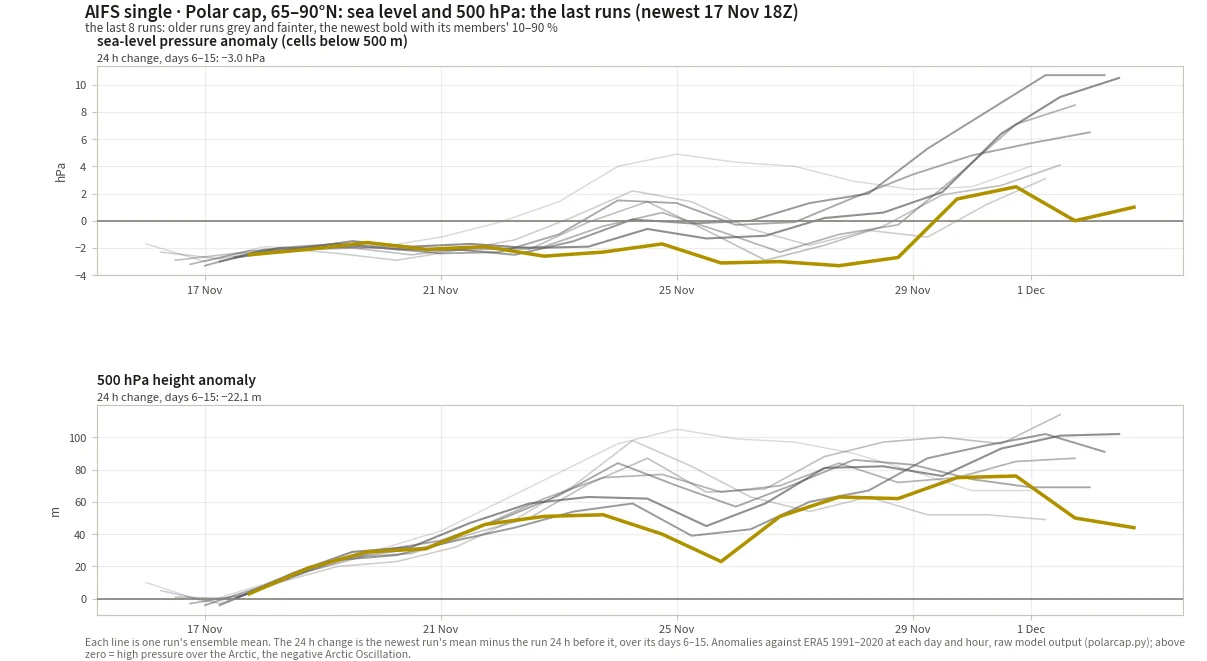 AIFS single · Polar cap, 65–90°N: sea level and 500 hPa: the last runs (newest 17 Nov 18Z)
the last 8 runs: older runs grey and fainter, the newest bold with its members' 10–90 %
sea-level pressure anomaly (cells below 500 m)
24 h change, days 6–15: −3.0 hPa
10
8
6
4
2
0
−2
−4
hPa
17 Nov
21 Nov
25 Nov
29 Nov
1 Dec
500 hPa height anomaly
24 h change, days 6–15: −22.1 m
100
80
60
40
20
0
m
17 Nov
21 Nov
25 Nov
29 Nov
1 Dec
Each line is one run's ensemble mean. The 24 h change is the newest run's mean minus the run 24 h before it, over its days 6–15. Anomalies against ERA5 1991–2020 at each day and hour, raw model output (polarcap.py); above
zero = high pressure over the Arctic, the negative Arctic Oscillation.